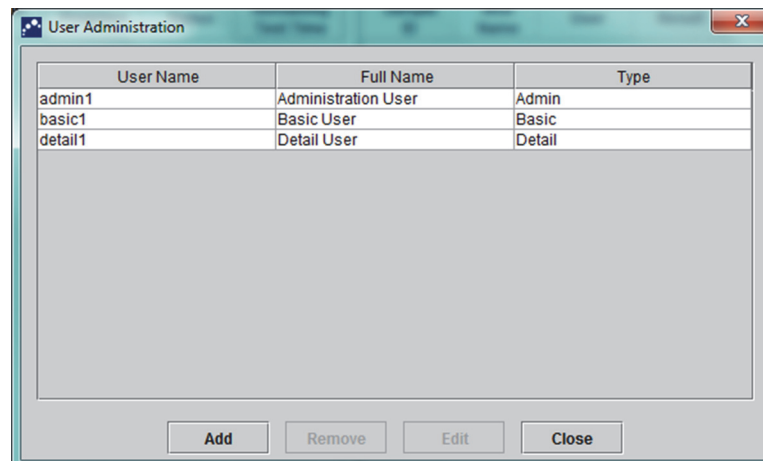 User Administration
User Name Full Name Type
admin1 Administration User Admin
basic1 Basic User Basic
detail1 Detail User Detail
Add Remove Edit Close